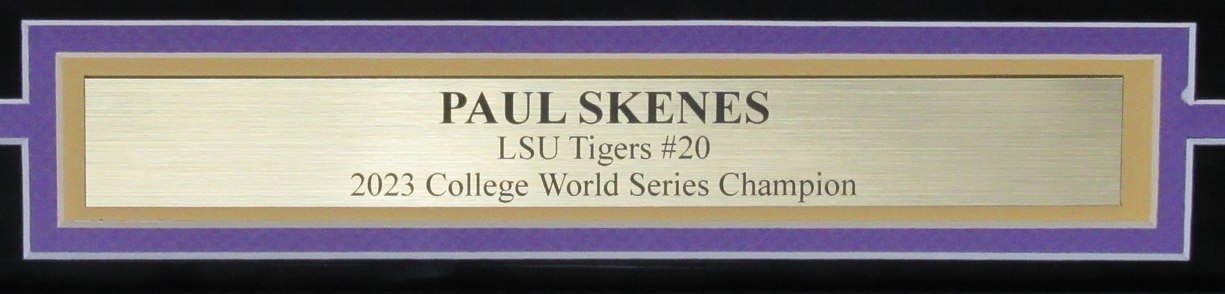 PAUL SKENES
LSU Tigers #20
2023 College World Series Champion